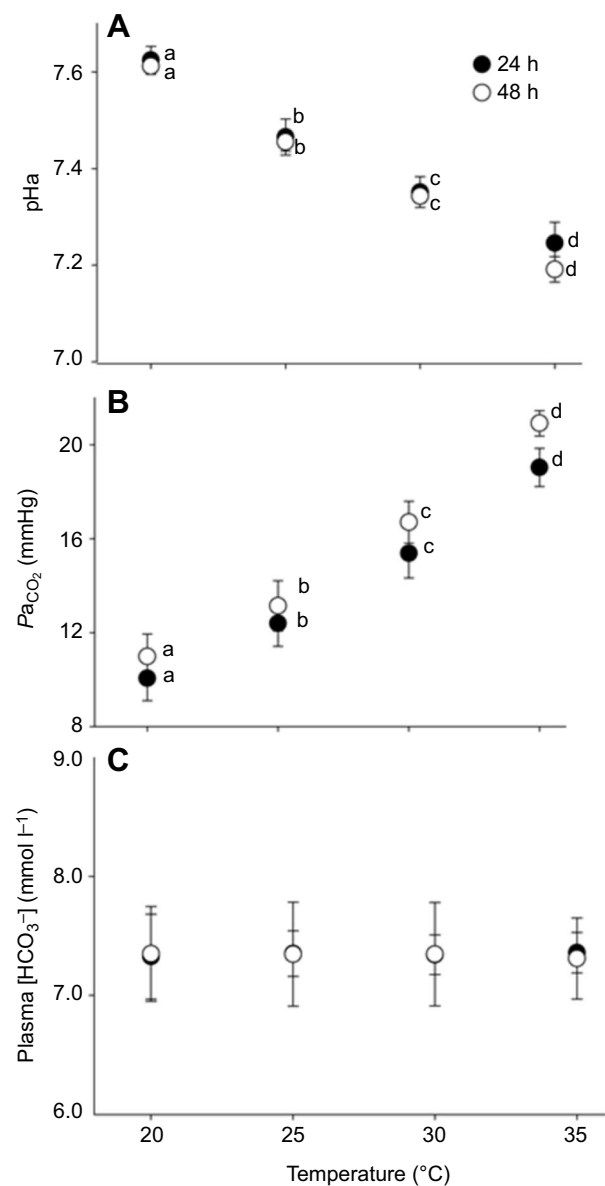 A
7.6
7.4
7.2
7.0
pHa
24 h
48 h
a
a
b
b
c
c
d
d
B
20
16
12
8
PaCO₂ (mmHg)
a
a
b
b
c
c
d
d
C
9.0
8.0
7.0
6.0
Plasma [HCO₃⁻] (mmol l⁻¹)
20 25 30 35
Temperature (°C)